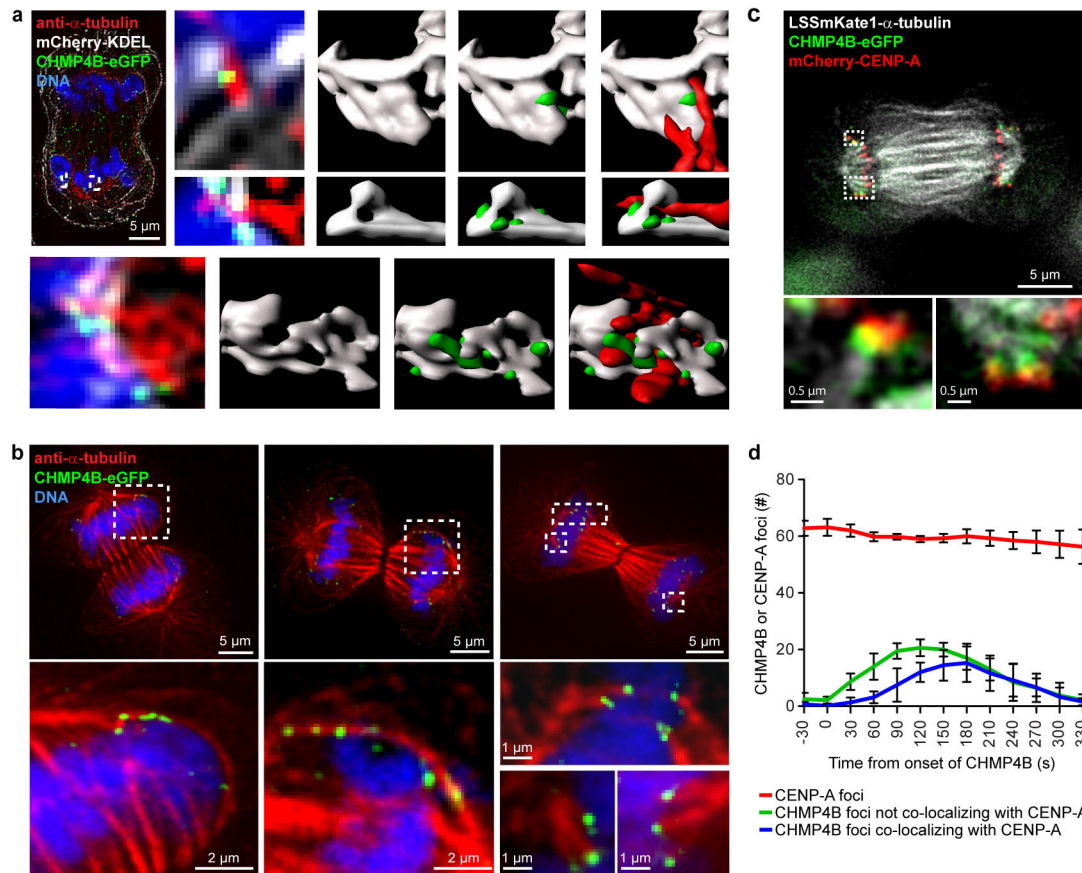 a
anti-α-tubulin
mCherry-KDEL
CHMP4B-eGFP
DNA
5 µm
b
anti-α-tubulin
CHMP4B-eGFP
DNA
5 µm
5 µm
5 µm
2 µm
2 µm
1 µm
1 µm
1 µm
c
LSSmKate1-α-tubulin
CHMP4B-eGFP
mCherry-CENP-A
5 µm
0.5 µm
0.5 µm
d
CHMP4B or CENP-A foci (#)
80
60
40
20
0
-30
0
30
60
90
120
150
180
210
240
270
300
330
Time from onset of CHMP4B (s)
CENP-A foci
CHMP4B foci not co-localizing with CENP-A
CHMP4B foci co-localizing with CENP-A